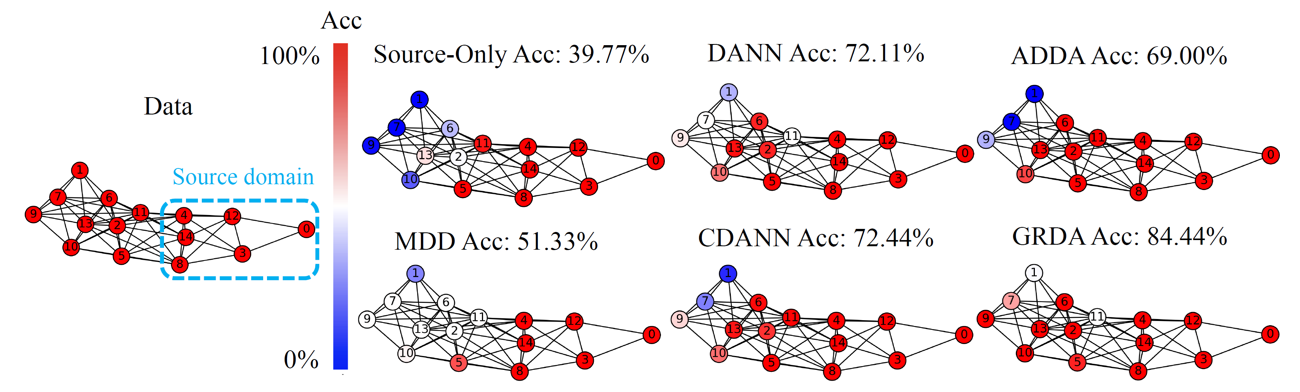 Data
Source domain
1
7 6
9 11 4 12
13 2 14 0
10 5 8 3
Acc
100%
0%
Source-Only Acc: 39.77%
1
7 6
9 11 4 12
13 2 14 0
10 5 8 3
DANN Acc: 72.11%
1
7 6
9 11 4 12
13 2 14 0
10 5 8 3
ADDA Acc: 69.00%
1
7 6
9 11 4 12
13 2 14 0
10 5 8 3
MDD Acc: 51.33%
1
7 6
9 11 4 12
13 2 14 0
10 5 8 3
CDANN Acc: 72.44%
1
7 6
9 11 4 12
13 2 14 0
10 5 8 3
GRDA Acc: 84.44%
1
7 6
9 11 4 12
13 2 14 0
10 5 8 3